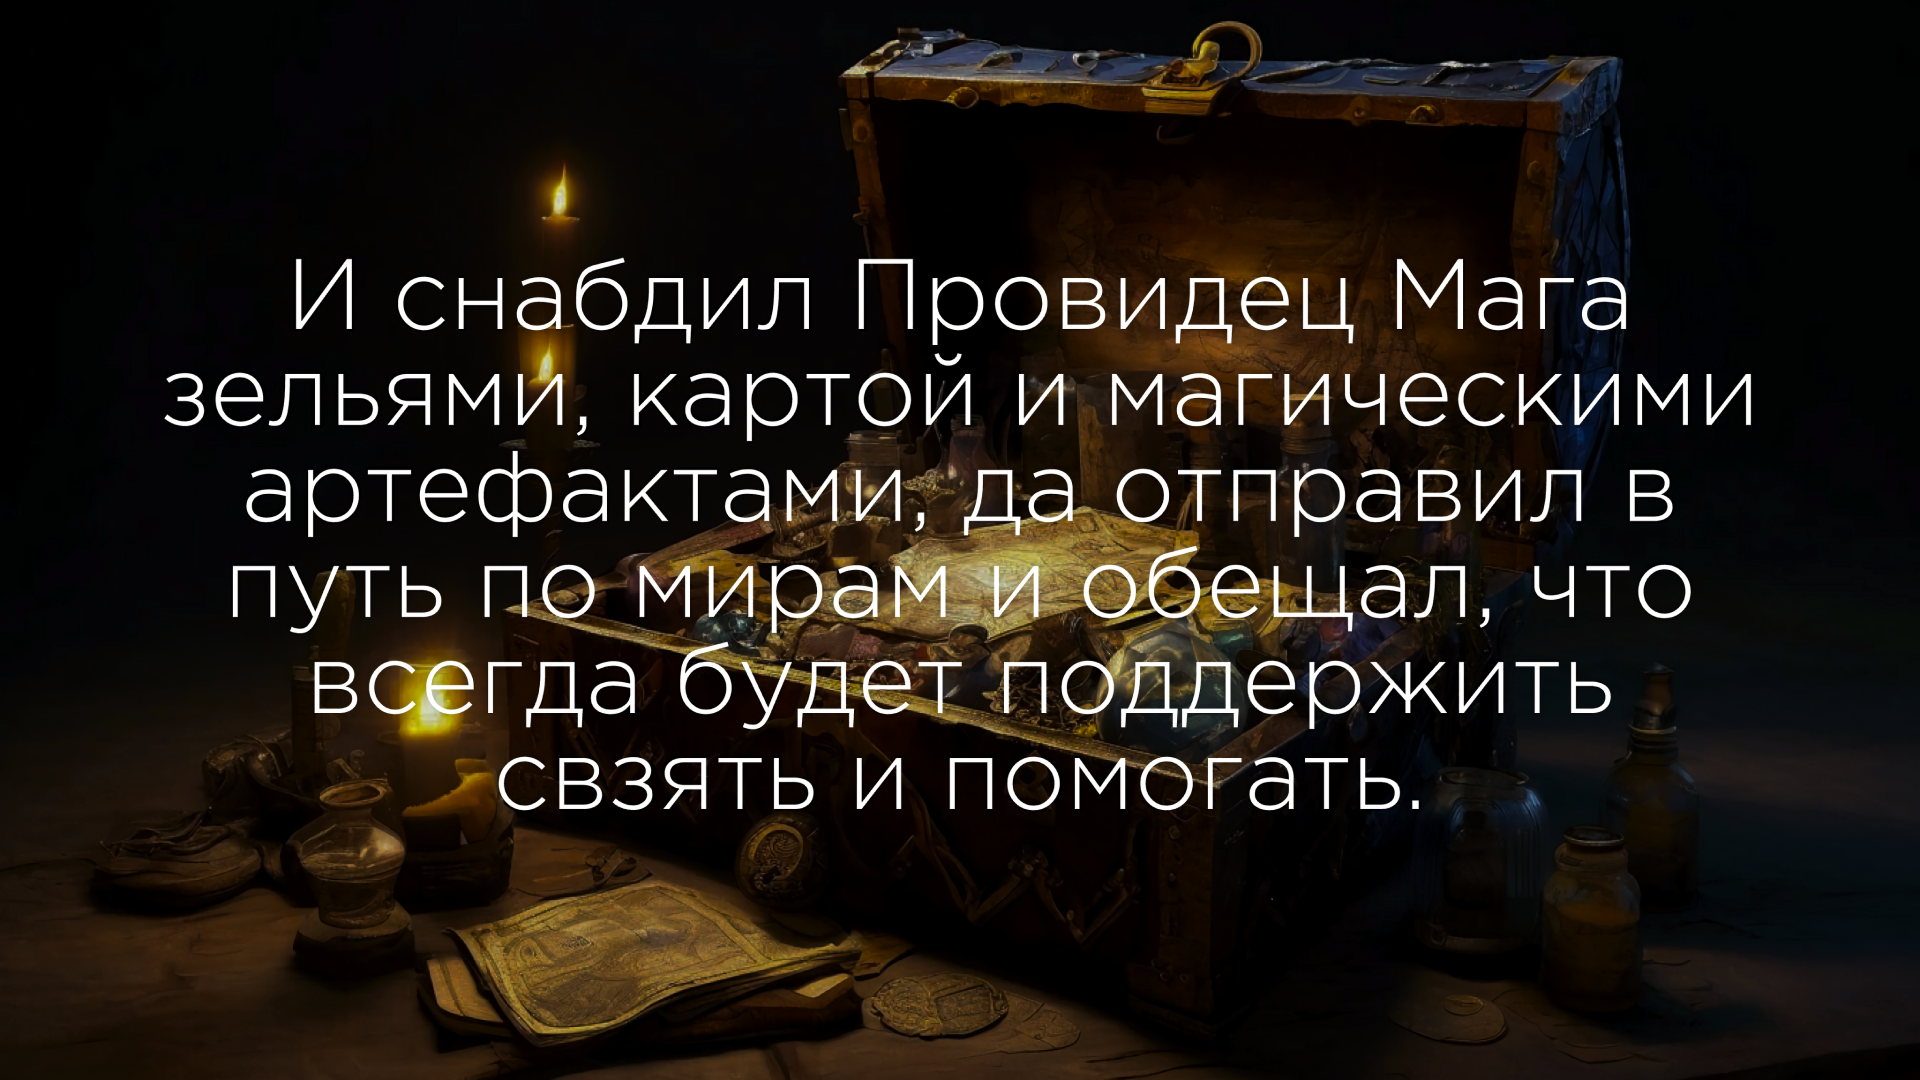 И снабдил Провидец Мага
зельями, картой и магическими
артефактами, да отправил в
путь по мирам и обещал, что
всегда будет поддержить
свзять и помогать.